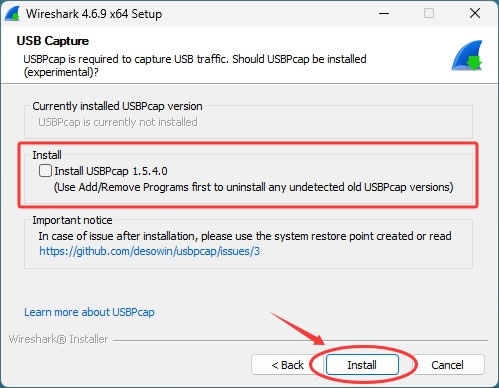 Wireshark 4.6.9 x64 Setup
USB Capture
USBPcap is required to capture USB traffic. Should USBPcap be installed
(experimental)?
Currently installed USBPcap version
USBPcap is currently not installed
Install
Install USBPcap 1.5.4.0
(Use Add/Remove Programs first to uninstall any undetected old USBPcap versions)
Important notice
In case of issue after installation, please use the system restore point created or read
https://github.com/desowin/usbpcap/issues/3
Learn more about USBPcap
Wireshark® Installer
< Back
Install
Cancel